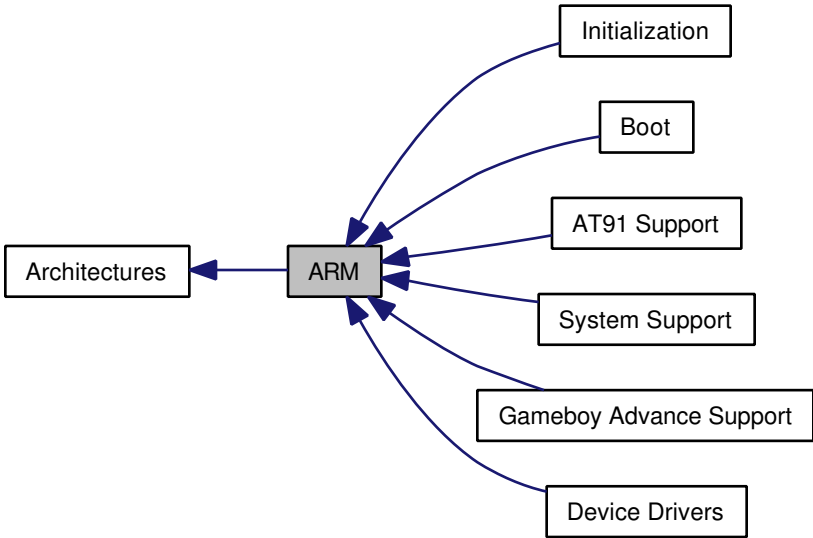 Initialization
Boot
AT91 Support
Architectures
ARM
System Support
Gameboy Advance Support
Device Drivers